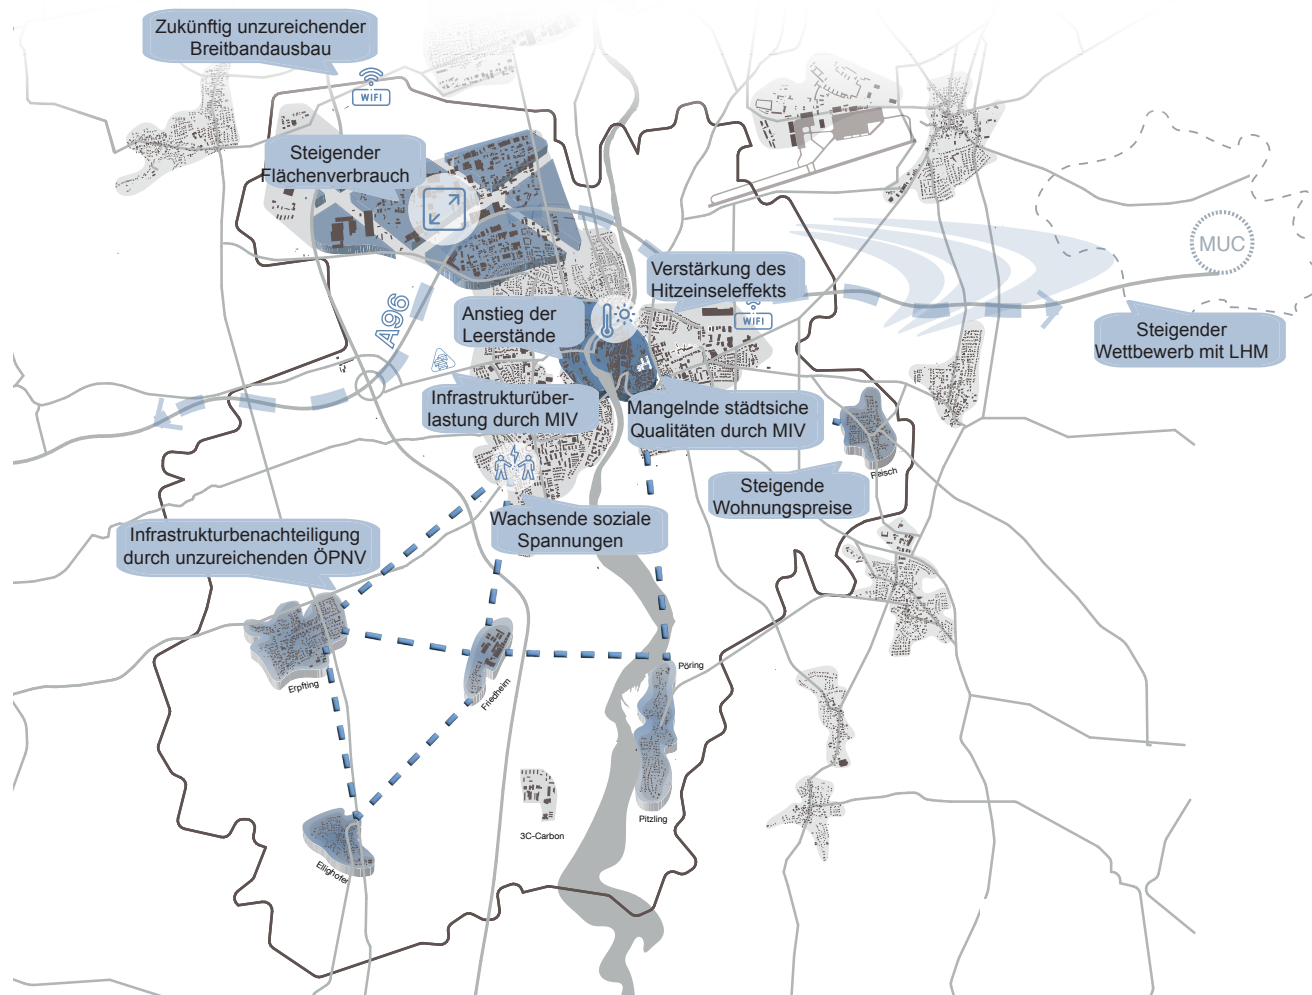 Zukünftig unzureichender
Breitbandausbau
WIFI
Steigender
Flächenverbrauch
MUC
Verstärkung des
Hitzeinseleffekts
A96
Anstieg der
Leerstände
WIFI
Steigender
Wettbewerb mit LHM
Infrastrukturüber-
lastung durch MIV
Mangelnde städtsiche
Qualitäten durch MIV
Reisch
Steigende
Wohnungspreise
Wachsende soziale
Spannungen
Infrastrukturbenachteiligung
durch unzureichenden ÖPNV
Erpfting
Friedheim
Pöring
3C-Carbon
Pitzling
Ellighofer